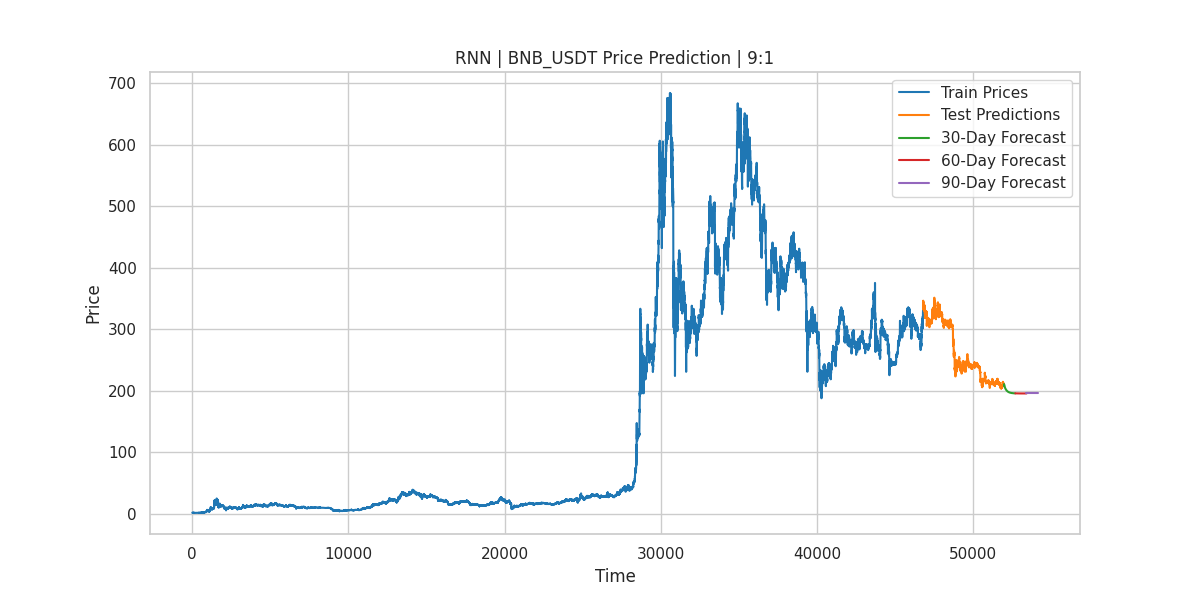 RNN | BNB_USDT Price Prediction | 9:1
Train Prices
Test Predictions
30-Day Forecast
60-Day Forecast
90-Day Forecast
Price
700
600
500
400
300
200
100
0
0
10000
20000
30000
40000
50000
Time